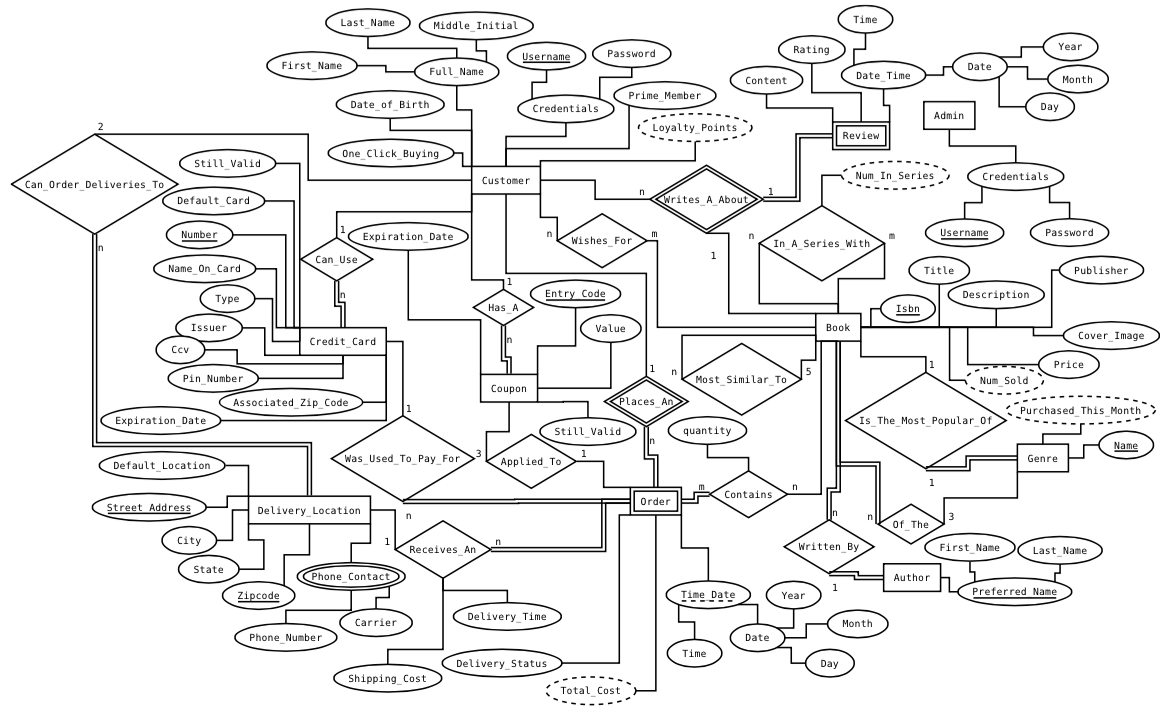 Time
Last_Name
Middle_Initial
Rating
Year
Username
Password
First_Name
Full_Name
Date_Time
Date
Month
Content
Day
Date_of_Birth
Credentials
Prime_Member
Admin
2
Loyalty_Points
Review
One_Click_Buying
Still_Valid
Can_Order_Deliveries_To
Customer
Num_In_Series
Credentials
n
1
Default_Card
Writes_A_About
Number
1
Expiration_Date
n
Wishes_For
m
n
m
Username
Password
n
In_A_Series_With
1
Can_Use
Name_On_Card
Title
Publisher
Type
n
1
Entry_Code
Description
Has_A
Isbn
Issuer
Value
Book
Credit_Card
n
Cover_Image
Ccv
1
n
5
1
Price
Pin_Number
Most_Similar_To
Num_Sold
Coupon
Associated_Zip_Code
Places_An
1
Purchased_This_Month
Expiration_Date
Is_The_Most_Popular_Of
Still_Valid
quantity
n
Name
Default_Location
Was_Used_To_Pay_For
3
Applied_To
1
Genre
1
m
n
Contains
Street Address
Delivery_Location
Order
n
n
n
3
Of_The
City
1
n
Receives_An
Written_By
First_Name
Last_Name
State
Phone_Contact
Author
1
Zipcode
Time_Date
Year
Preferred Name
Phone_Number
Carrier
Delivery_Time
Date
Month
Delivery_Status
Time
Day
Shipping_Cost
Total_Cost